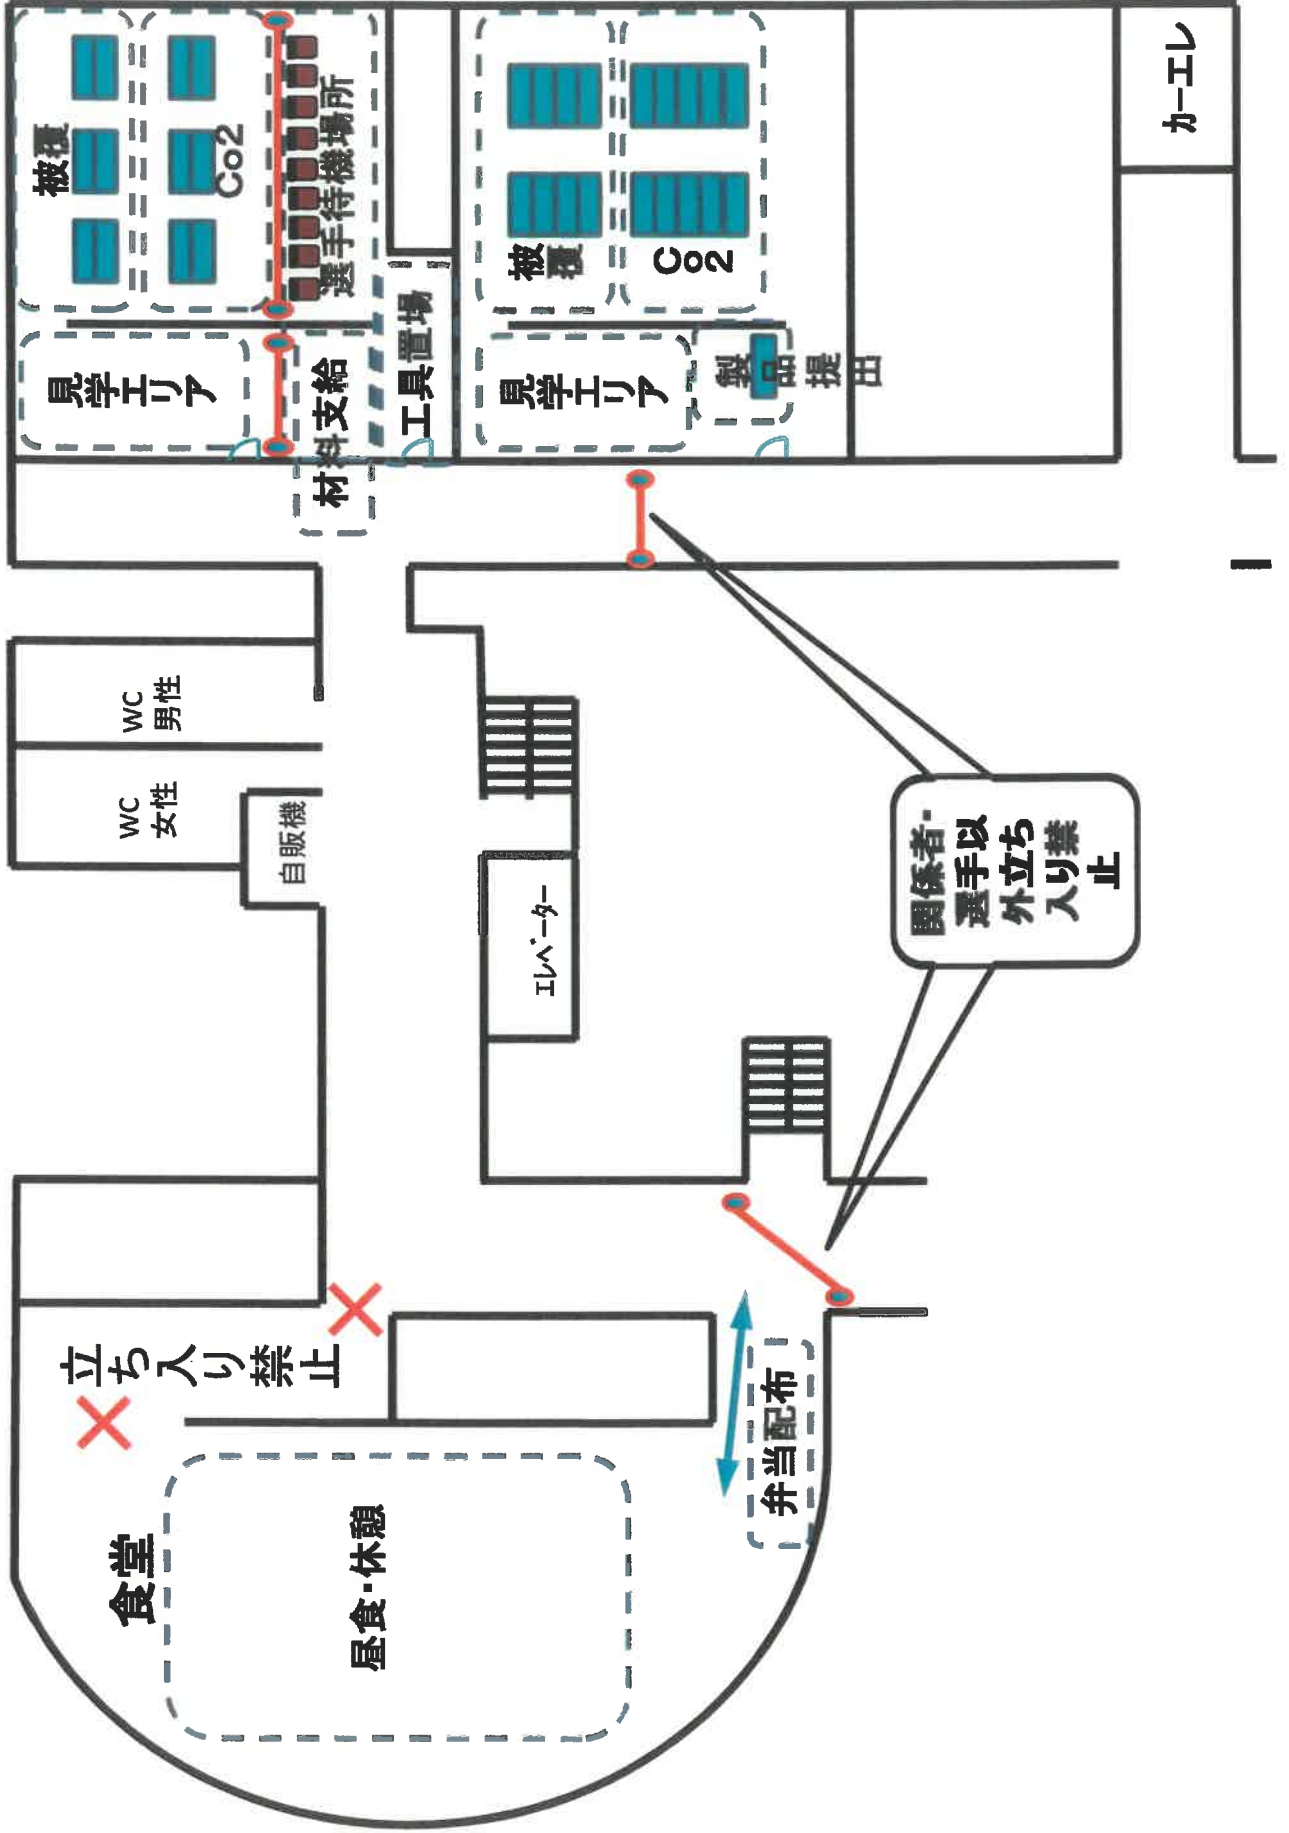 食堂
昼食・休憩
立ち入り禁止
弁当配布
WC
女性
WC
男性
自販機
エレベーター
関係者・
選手以
外立ち
入り禁
止
見学エリア
被覆
Co2
選手待機場所
材料支給
工具置場
見学エリア
被
覆
Co2
製品提出
カーエレ